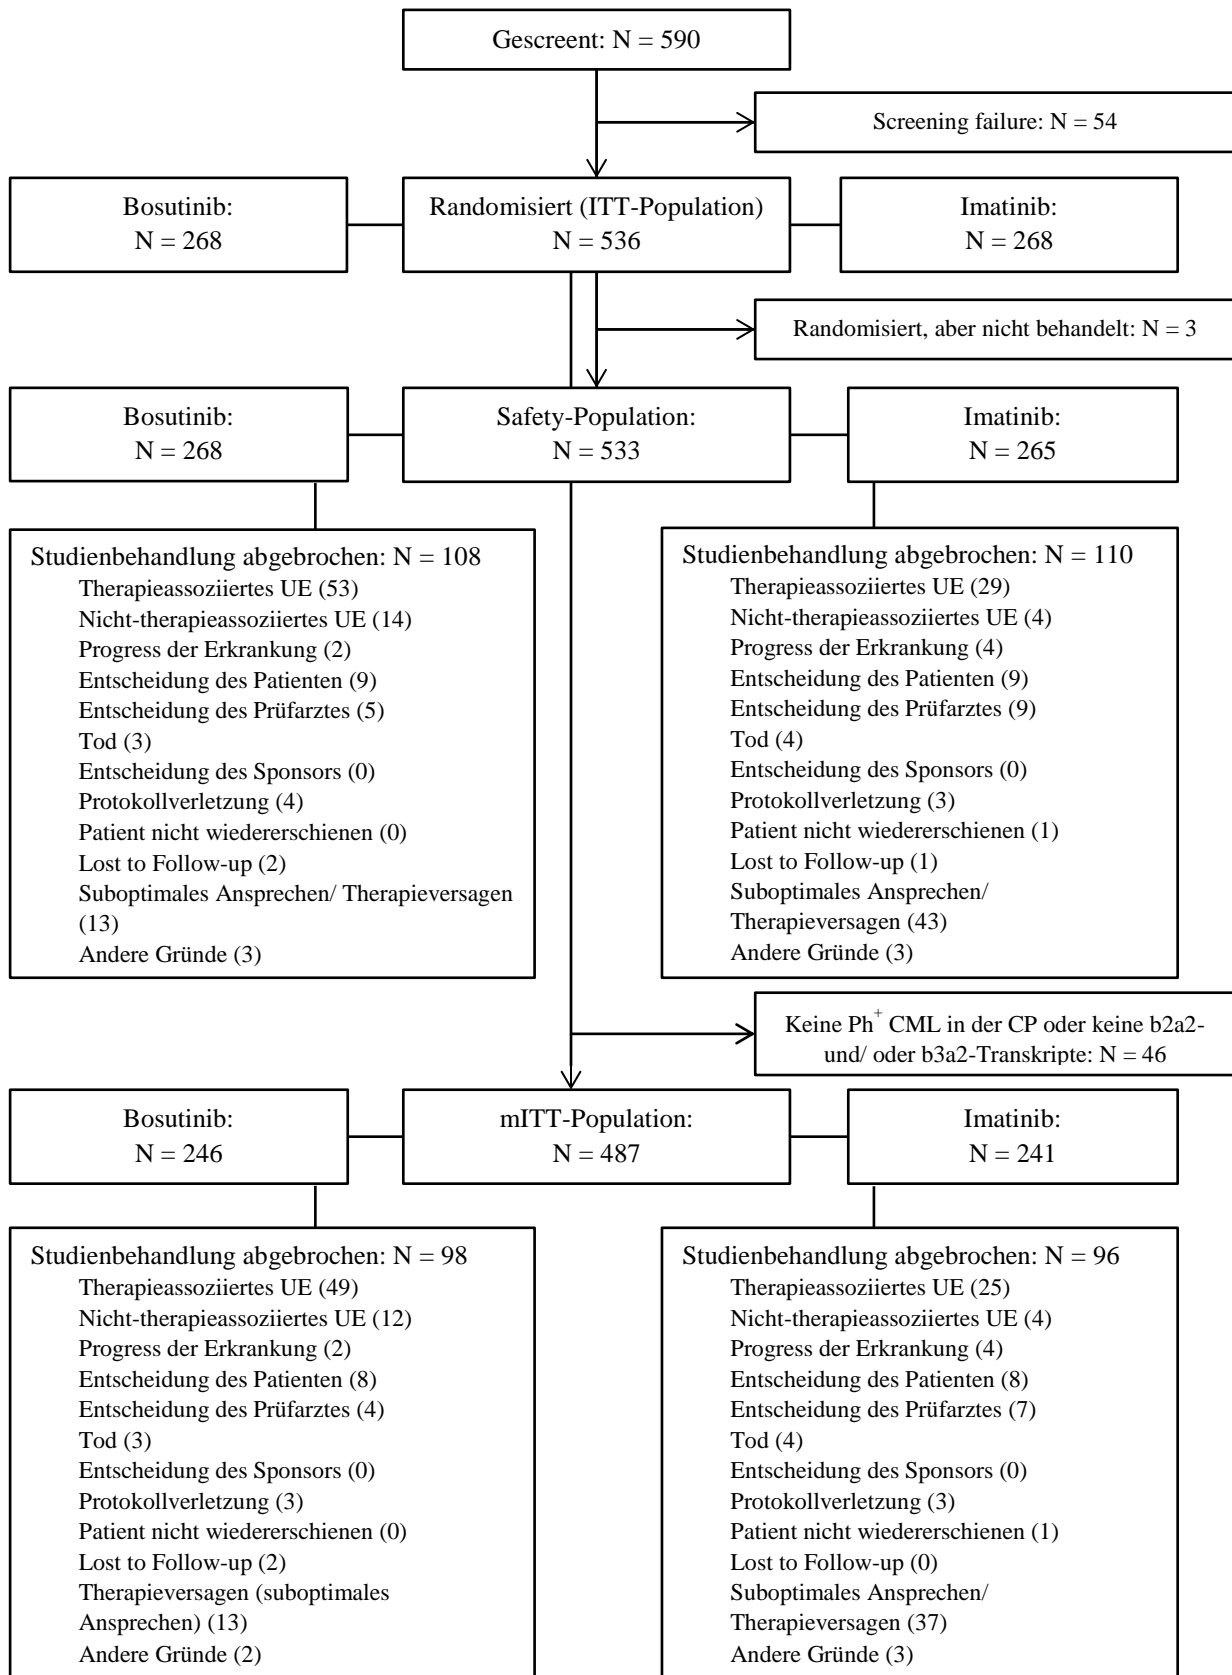 Gescreent: N = 590
Screening failure: N = 54
Bosutinib:
N = 268
Randomisiert (ITT-Population)
N = 536
Imatinib:
N = 268
Randomisiert, aber nicht behandelt: N = 3
Bosutinib:
N = 268
Safety-Population:
N = 533
Imatinib:
N = 265
Studienbehandlung abgebrochen: N = 108
Therapieassoziiertes UE (53)
Nicht-therapieassoziiertes UE (14)
Progress der Erkrankung (2)
Entscheidung des Patienten (9)
Entscheidung des Prüfarztes (5)
Tod (3)
Entscheidung des Sponsors (0)
Protokollverletzung (4)
Patient nicht wiedererschienen (0)
Lost to Follow-up (2)
Suboptimales Ansprechen/ Therapieversagen
(13)
Andere Gründe (3)
Studienbehandlung abgebrochen: N = 110
Therapieassoziiertes UE (29)
Nicht-therapieassoziiertes UE (4)
Progress der Erkrankung (4)
Entscheidung des Patienten (9)
Entscheidung des Prüfarztes (9)
Tod (4)
Entscheidung des Sponsors (0)
Protokollverletzung (3)
Patient nicht wiedererschienen (1)
Lost to Follow-up (1)
Suboptimales Ansprechen/
Therapieversagen (43)
Andere Gründe (3)
Keine Ph+ CML in der CP oder keine b2a2-
und/ oder b3a2-Transkripte: N = 46
Bosutinib:
N = 246
mITT-Population:
N = 487
Imatinib:
N = 241
Studienbehandlung abgebrochen: N = 98
Therapieassoziiertes UE (49)
Nicht-therapieassoziiertes UE (12)
Progress der Erkrankung (2)
Entscheidung des Patienten (8)
Entscheidung des Prüfarztes (4)
Tod (3)
Entscheidung des Sponsors (0)
Protokollverletzung (3)
Patient nicht wiedererschienen (0)
Lost to Follow-up (2)
Therapieversagen (suboptimales
Ansprechen) (13)
Andere Gründe (2)
Studienbehandlung abgebrochen: N = 96
Therapieassoziiertes UE (25)
Nicht-therapieassoziiertes UE (4)
Progress der Erkrankung (4)
Entscheidung des Patienten (8)
Entscheidung des Prüfarztes (7)
Tod (4)
Entscheidung des Sponsors (0)
Protokollverletzung (3)
Patient nicht wiedererschienen (1)
Lost to Follow-up (0)
Suboptimales Ansprechen/
Therapieversagen (37)
Andere Gründe (3)